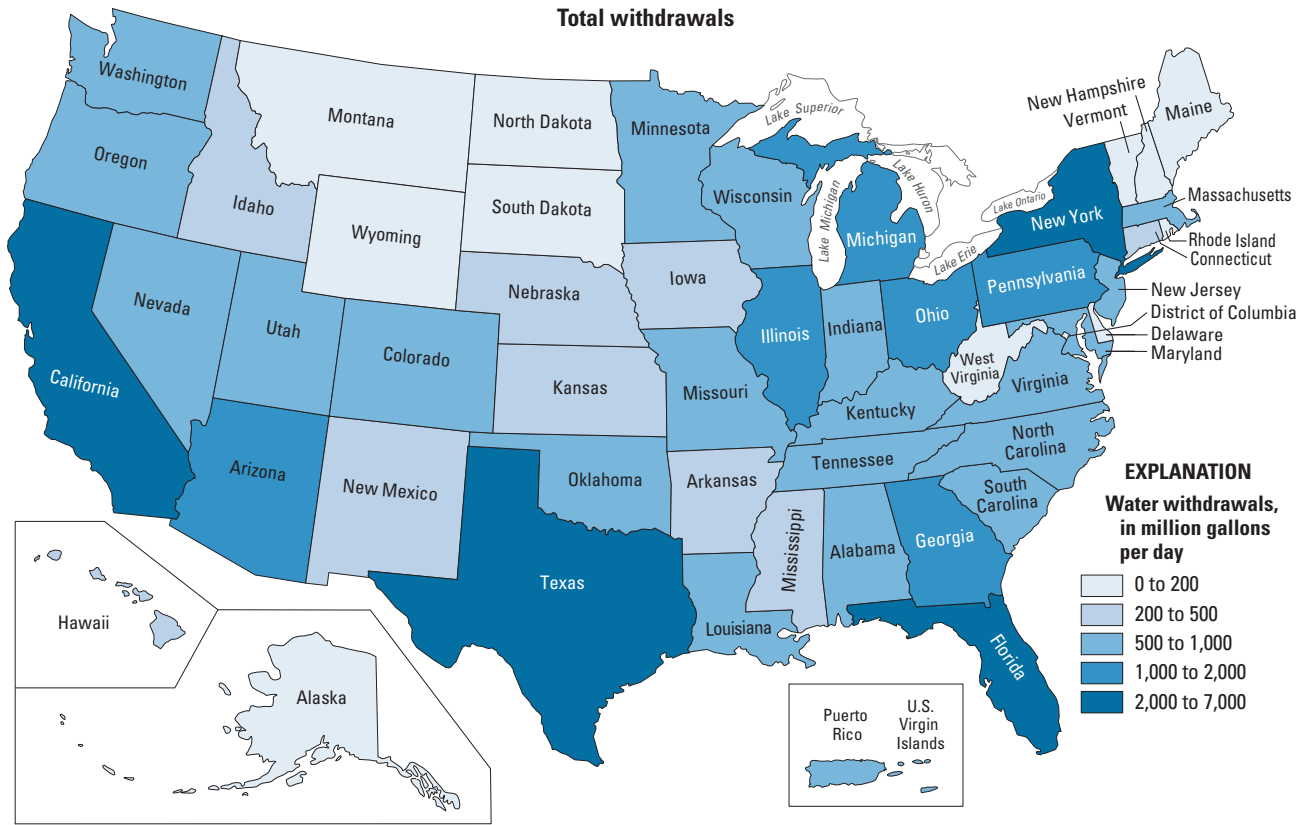 Total withdrawals
Washington
Oregon
California
Nevada
Idaho
Montana
Wyoming
Utah
Colorado
Arizona
New Mexico
North Dakota
South Dakota
Nebraska
Kansas
Oklahoma
Texas
Minnesota
Iowa
Missouri
Arkansas
Louisiana
Wisconsin
Illinois
Michigan
Indiana
Ohio
Kentucky
Tennessee
Mississippi
Alabama
Georgia
Florida
South
Carolina
North
Carolina
Virginia
West
Virginia
Pennsylvania
New York
Maine
New Hampshire
Vermont
Massachusetts
Rhode Island
Connecticut
New Jersey
District of Columbia
Delaware
Maryland
Lake Superior
Lake Michigan
Lake Huron
Lake Erie
Lake Ontario
Hawaii
Alaska
Puerto
Rico
U.S.
Virgin
Islands
EXPLANATION
Water withdrawals,
in million gallons
per day
0 to 200
200 to 500
500 to 1,000
1,000 to 2,000
2,000 to 7,000